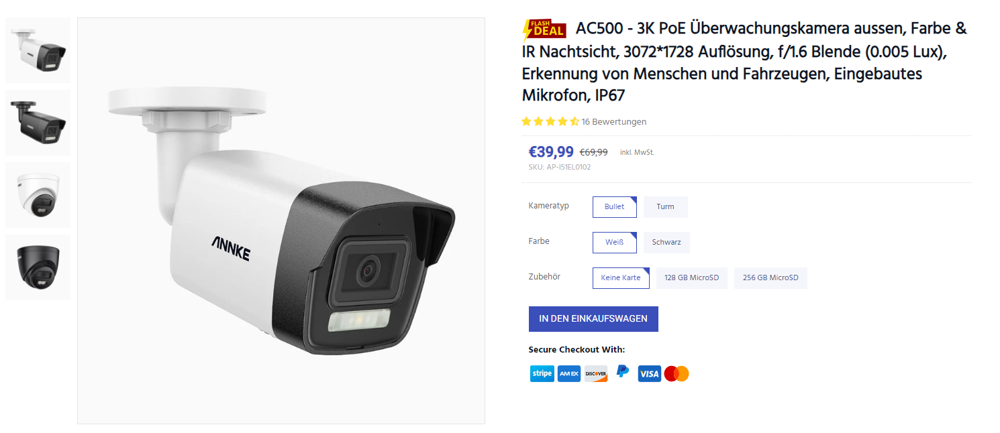 FLASH DEAL AC500 - 3K PoE Überwachungskamera aussen, Farbe &
IR Nachtsicht, 3072*1728 Auflösung, f/1.6 Blende (0.005 Lux),
Erkennung von Menschen und Fahrzeugen, Eingebautes
Mikrofon, IP67
16 Bewertungen
€39,99 €69,99 inkl. MwSt.
SKU: AP-I51EL0102
Kameratyp Bullet Turm
Farbe Weiß Schwarz
Zubehör Keine Karte 128 GB MicroSD 256 GB MicroSD
IN DEN EINKAUFSWAGEN
Secure Checkout With:
stripe AMEX DISCOVER VISA
ANNKE